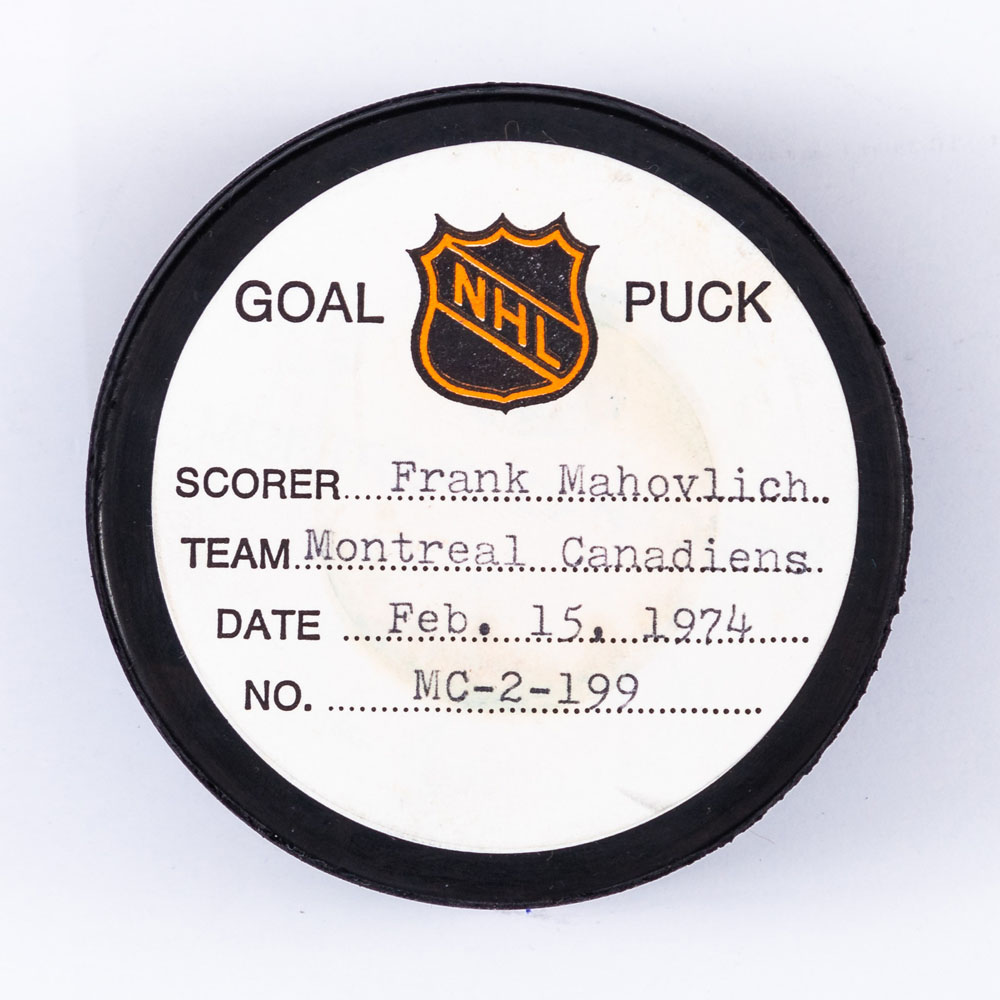 GOAL NHL PUCK
SCORER....Frank Mahovlich..
TEAM.Montreal Canadiens.
DATE ....Feb. 15, 1974......
NO. ......MC-2-199..........